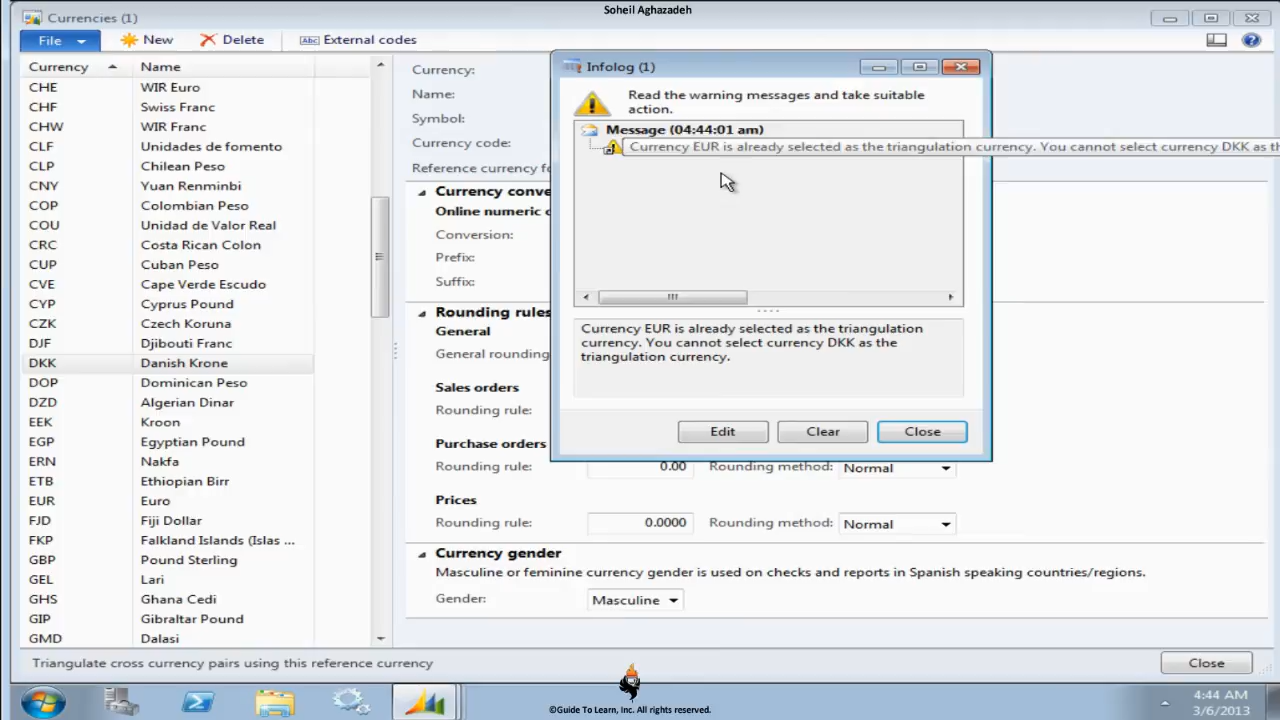 Soheil Aghazadeh
Currencies (1)
File New Delete Abc External codes
Currency Name
CHE WIR Euro
CHF Swiss Franc
CHW WIR Franc
CLF Unidades de fomento
CLP Chilean Peso
CNY Yuan Renminbi
COP Colombian Peso
COU Unidad de Valor Real
CRC Costa Rican Colon
CUP Cuban Peso
CVE Cape Verde Escudo
CYP Cyprus Pound
CZK Czech Koruna
DJF Djibouti Franc
DKK Danish Krone
DOP Dominican Peso
DZD Algerian Dinar
EEK Kroon
EGP Egyptian Pound
ERN Nakfa
ETB Ethiopian Birr
EUR Euro
FJD Fiji Dollar
FKP Falkland Islands (Islas ...
GBP Pound Sterling
GEL Lari
GHS Ghana Cedi
GIP Gibraltar Pound
GMD Dalasi
Currency:
Name:
Symbol:
Currency code:
Reference currency fo
Currency conve
Online numeric c
Conversion:
Prefix:
Suffix:
Rounding rules
General
General rounding
Sales orders
Rounding rule:
Purchase orders
Rounding rule: 0.00 Rounding method: Normal
Prices
Rounding rule: 0.0000 Rounding method: Normal
Currency gender
Masculine or feminine currency gender is used on checks and reports in Spanish speaking countries/regions.
Gender: Masculine
Infolog (1)
Read the warning messages and take suitable
action.
Message (04:44:01 am)
Currency EUR is already selected as the triangulation currency. You cannot select currency DKK as th
Currency EUR is already selected as the triangulation
currency. You cannot select currency DKK as the
triangulation currency.
Edit Clear Close
Triangulate cross currency pairs using this reference currency
Close
4:44 AM
3/6/2013
©Guide To Learn, Inc. All rights reserved.